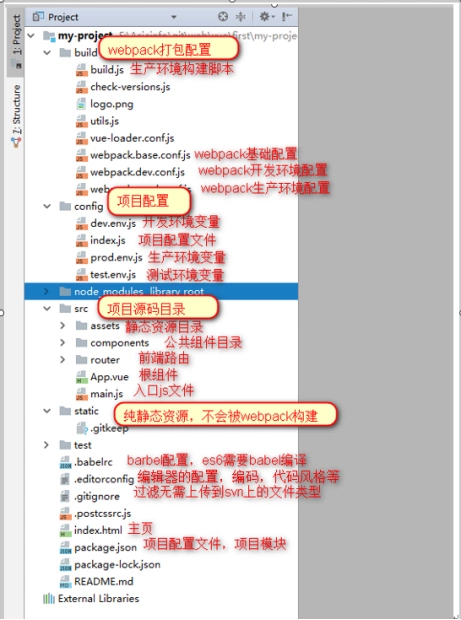 1: Project
Z: Structure
Project
my-project
build webpack打包配置
build.js 生产环境构建脚本
check-versions.js
logo.png
utils.js
vue-loader.conf.js
webpack.base.conf.js webpack基础配置
webpack.dev.conf.js webpack开发环境配置
webpack生产环境配置
config 项目配置
dev.env.js 开发环境变量
index.js 项目配置文件
prod.env.js 生产环境变量
test.env.js 测试环境变量
node_modules library root
src 项目源码目录
assets 静态资源目录
components 公共组件目录
router 前端路由
App.vue 根组件
main.js 入口js文件
static 纯静态资源，不会被webpack构建
.gitkeep
test
.babelrc barbel配置，es6需要babel编译
.editorconfig 编辑器的配置，编码，代码风格等
.gitignore 过滤无需上传到svn上的文件类型
.postcssrc.js
index.html 主页
package.json 项目配置文件，项目模块
package-lock.json
README.md
External Libraries